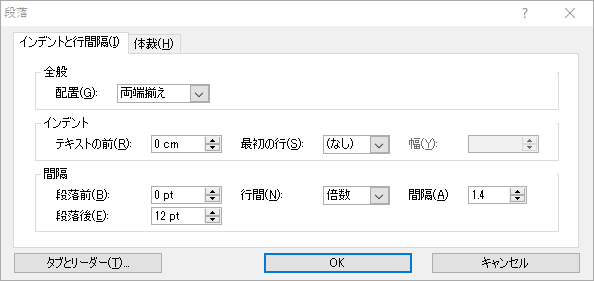 段落
インデントと行間隔(I) 体裁(H)
全般
配置(G): 両端揃え
インデント
テキストの前(R): 0 cm 最初の行(S): (なし) 幅(Y):
間隔
段落前(B): 0 pt 行間(N): 倍数 間隔(A) 1.4
段落後(E): 12 pt
タブとリーダー(T)... OK キャンセル